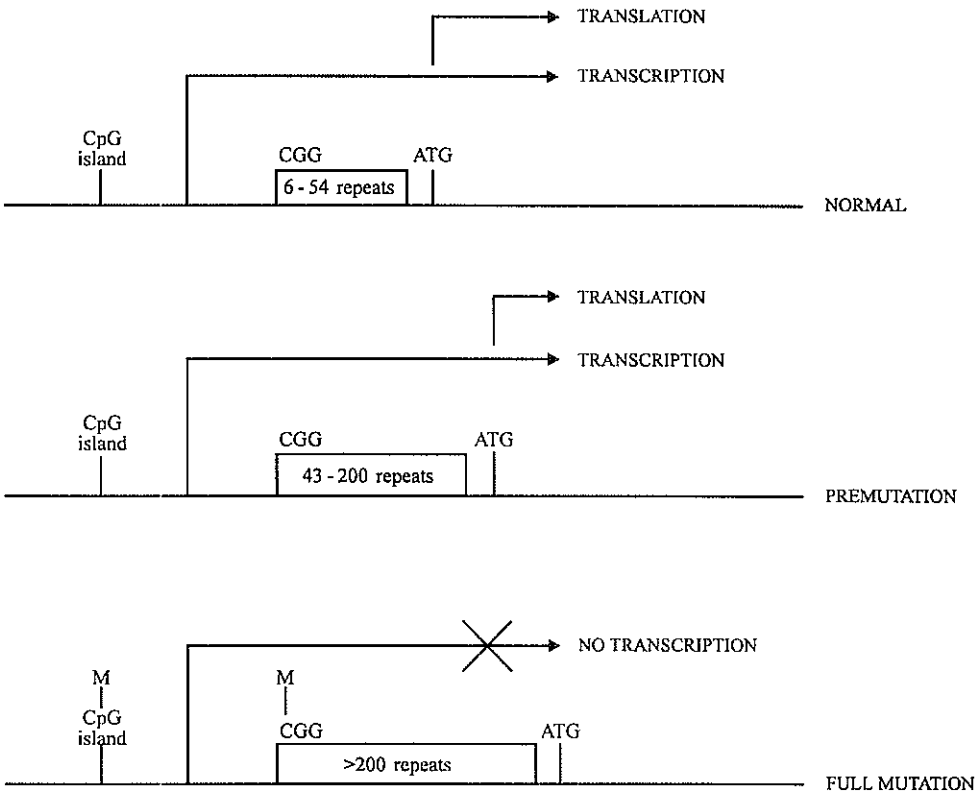 TRANSLATION
TRANSCRIPTION
CpG
island
CGG
ATG
6 - 54 repeats
NORMAL
TRANSLATION
TRANSCRIPTION
CpG
island
CGG
ATG
43 - 200 repeats
PREMUTATION
NO TRANSCRIPTION
M
M
CpG
island
CGG
ATG
>200 repeats
FULL MUTATION